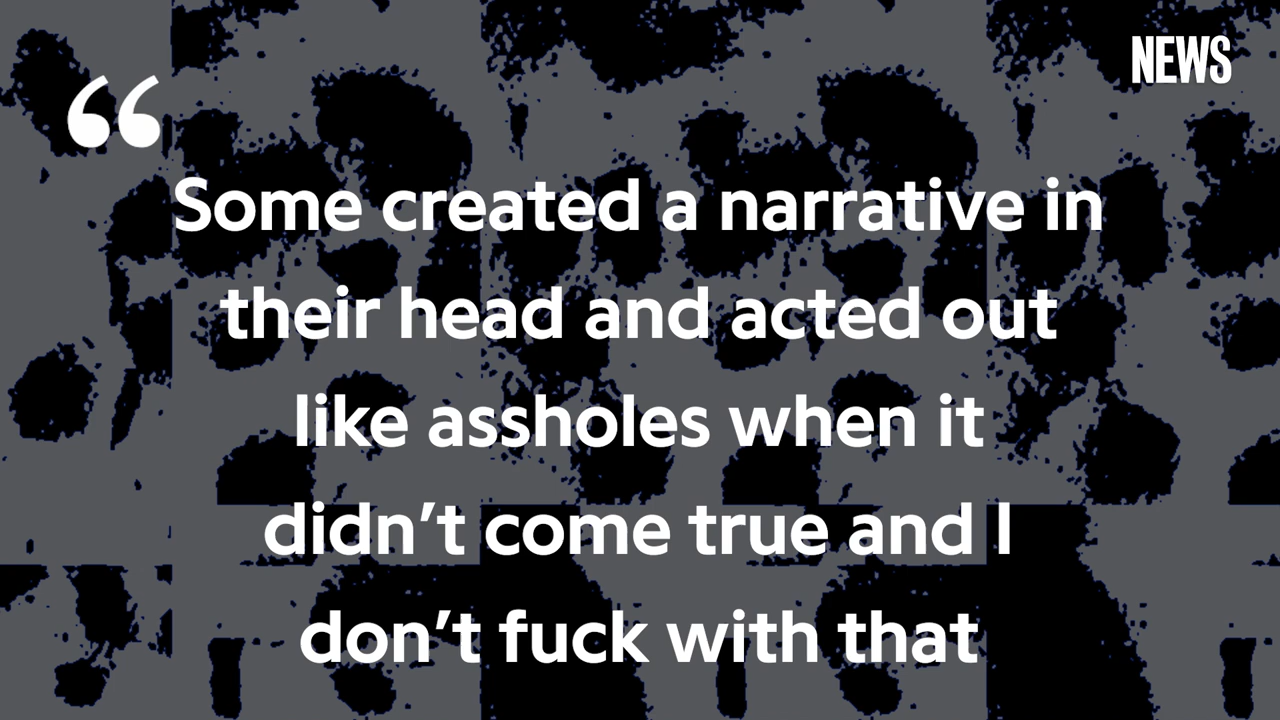 NEWS
“
Some created a narrative in
their head and acted out
like assholes when it
didn’t come true and I
don’t fuck with that